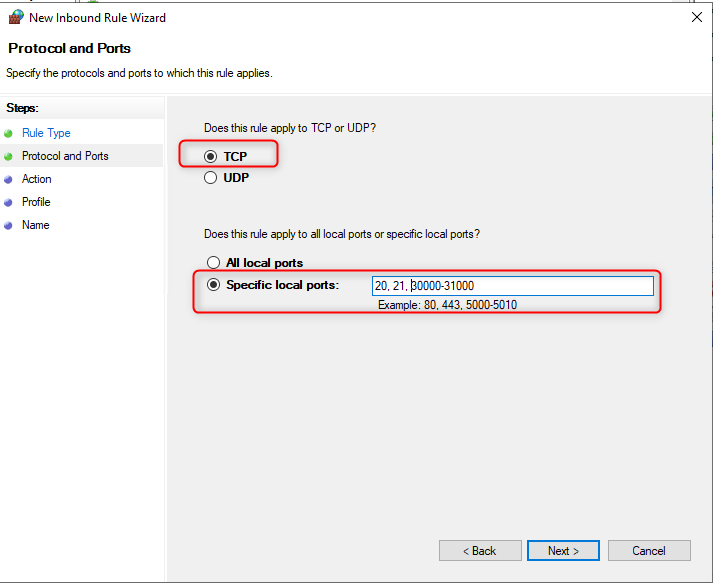 New Inbound Rule Wizard
Protocol and Ports
Specify the protocols and ports to which this rule applies.
Steps:
Rule Type
Protocol and Ports
Action
Profile
Name
Does this rule apply to TCP or UDP?
TCP
UDP
Does this rule apply to all local ports or specific local ports?
All local ports
Specific local ports: 20, 21, 30000-31000
Example: 80, 443, 5000-5010
< Back Next > Cancel